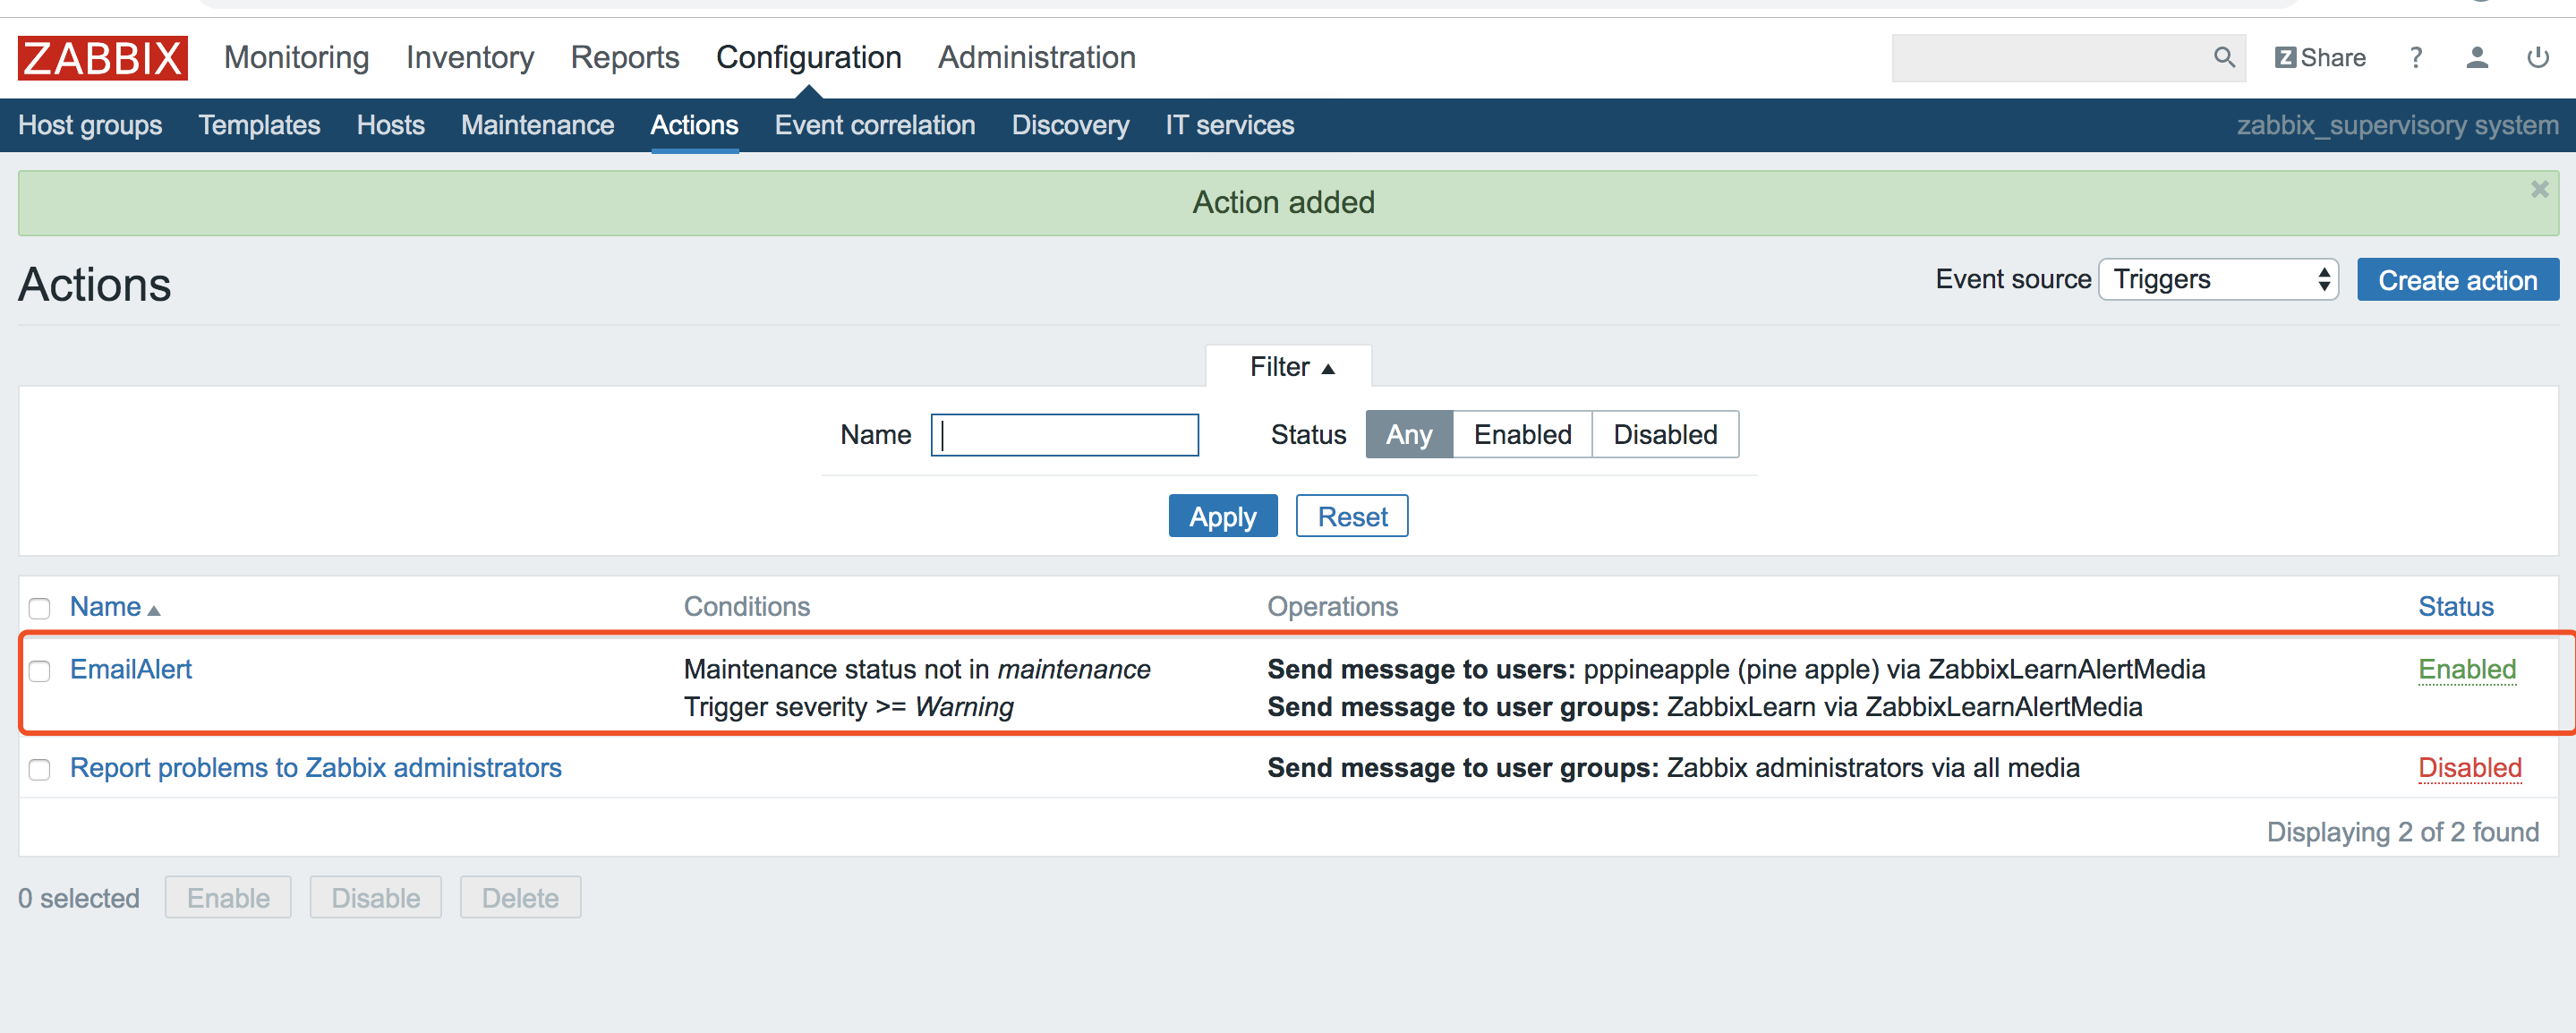 ZABBIX Monitoring Inventory Reports Configuration Administration Z Share ?
Host groups Templates Hosts Maintenance Actions Event correlation Discovery IT services zabbix_supervisory system
Action added
Actions Event source Triggers Create action
Filter
Name Status Any Enabled Disabled
Apply Reset
Name Conditions Operations Status
EmailAlert Maintenance status not in maintenance Send message to users: pppineapple (pine apple) via ZabbixLearnAlertMedia Enabled
Trigger severity >= Warning Send message to user groups: ZabbixLearn via ZabbixLearnAlertMedia
Report problems to Zabbix administrators Send message to user groups: Zabbix administrators via all media Disabled
Displaying 2 of 2 found
0 selected Enable Disable Delete